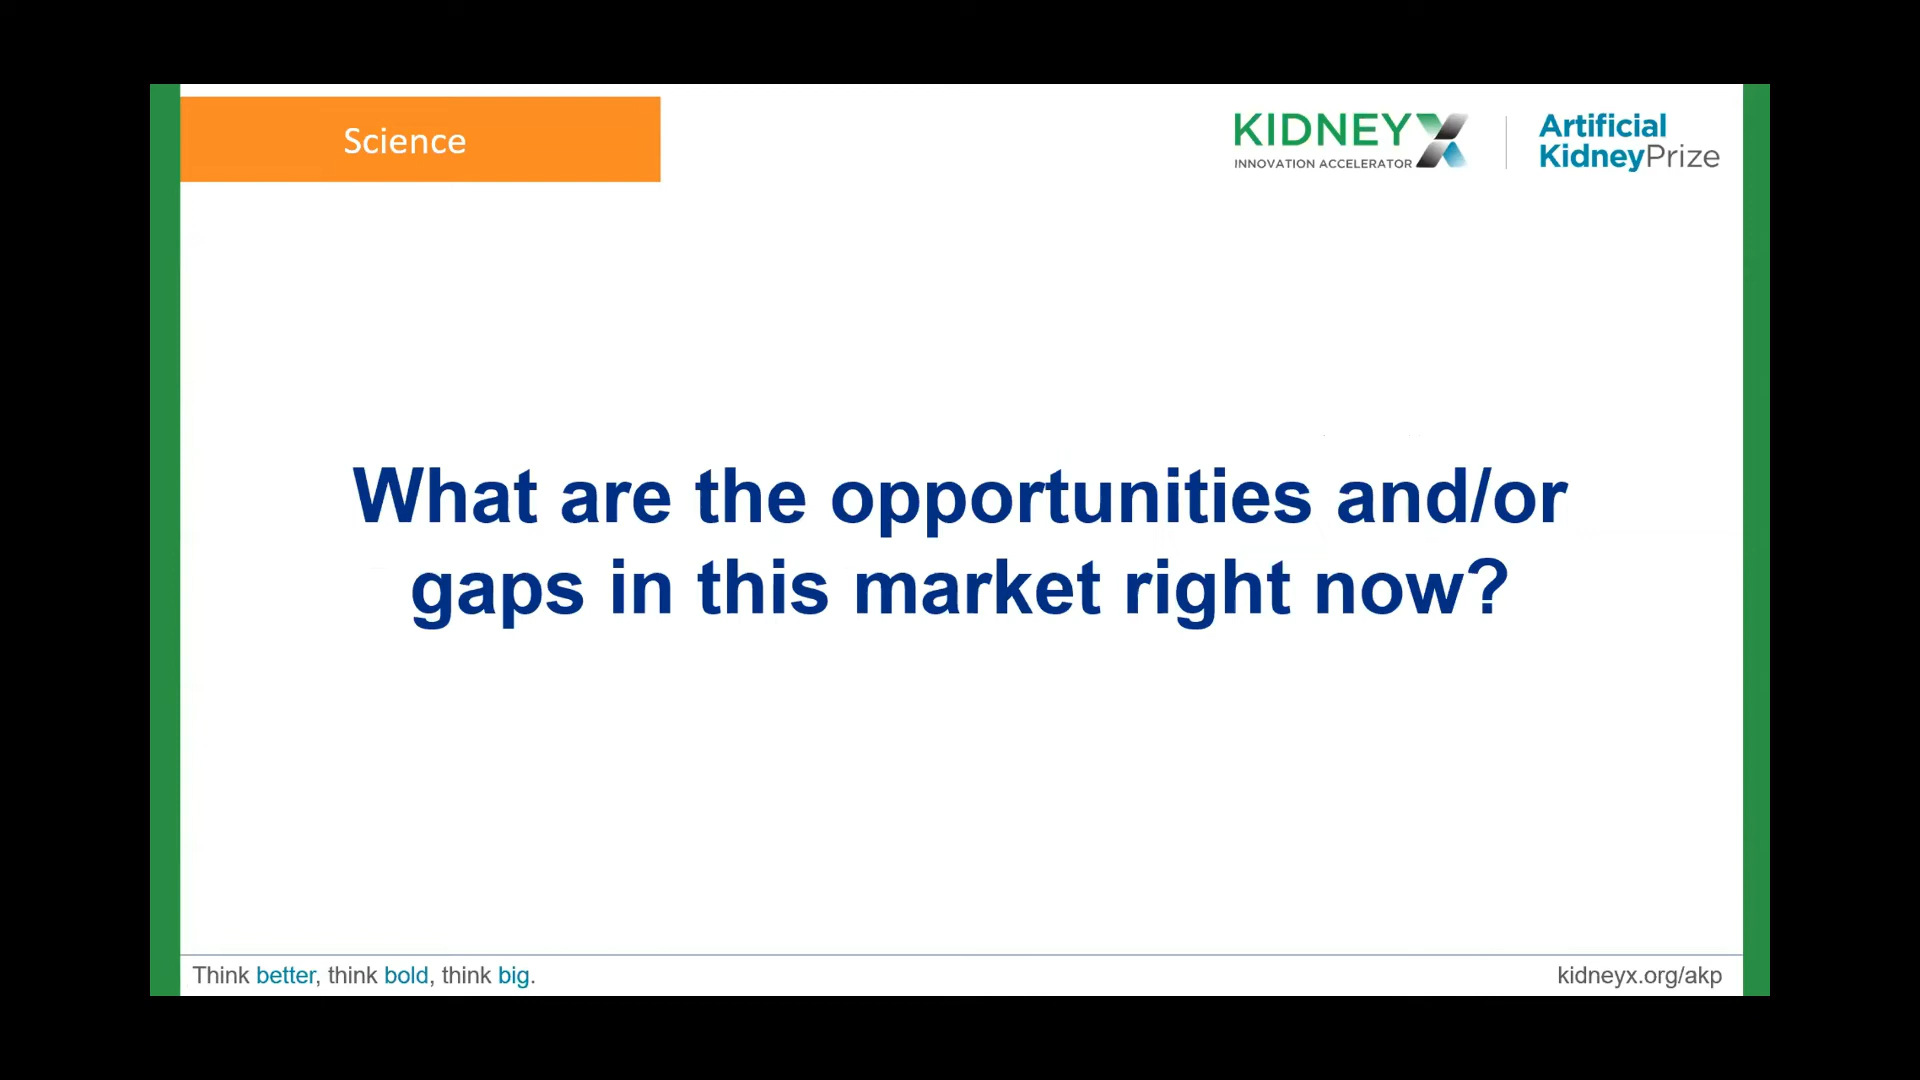 Science
KIDNEYX
INNOVATION ACCELERATOR
Artificial
KidneyPrize
What are the opportunities and/or
gaps in this market right now?
Think better, think bold, think big.
kidneyx.org/akp